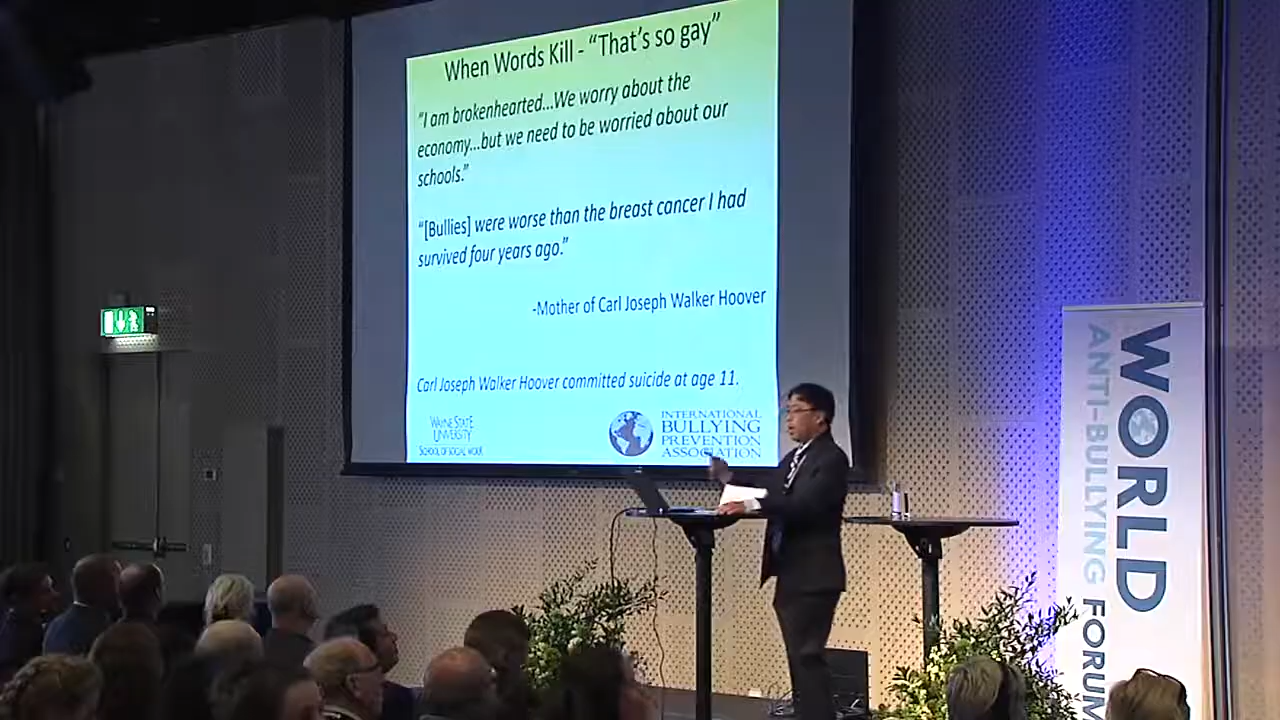 When Words Kill - “That’s so gay”
“I am brokenhearted...We worry about the
economy...but we need to be worried about our
schools.”
“[Bullies] were worse than the breast cancer I had
survived four years ago.”
-Mother of Carl Joseph Walker Hoover
Carl Joseph Walker Hoover committed suicide at age 11.
WAYNE STATE
UNIVERSITY
SCHOOL OF SOCIAL WORK
INTERNATIONAL
BULLYING
PREVENTION
ASSOCIATION
WORLD
ANTI-BULLYING FORUM